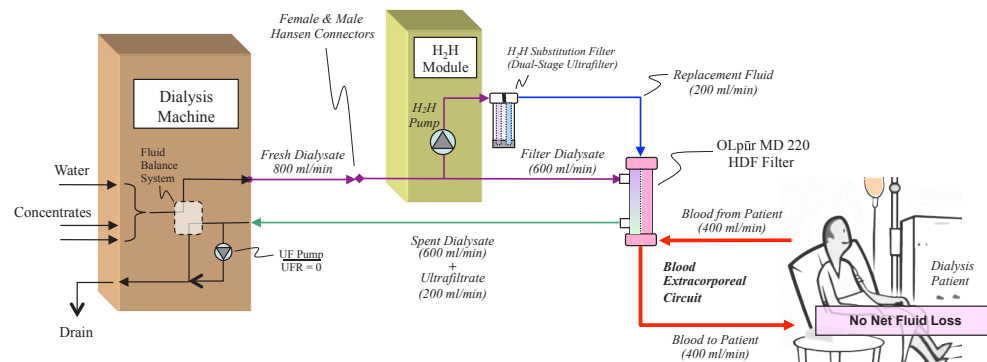 Female & Male
Hansen Connectors
H2H
Module
H2H Substitution Filter
(Dual-Stage Ultrafilter)
Replacement Fluid
(200 ml/min)
Dialysis
Machine
H2H
Pump
OLpūr MD 220
HDF Filter
Fluid
Balance
System
Fresh Dialysate
800 ml/min
Filter Dialysate
(600 ml/min)
Water
Concentrates
Blood from Patient
(400 ml/min)
Spent Dialysate
(600 ml/min)
+
Ultrafiltrate
(200 ml/min)
UF Pump
UFR = 0
Blood
Extracorporeal
Circuit
Dialysis
Patient
No Net Fluid Loss
Drain
Blood to Patient
(400 ml/min)